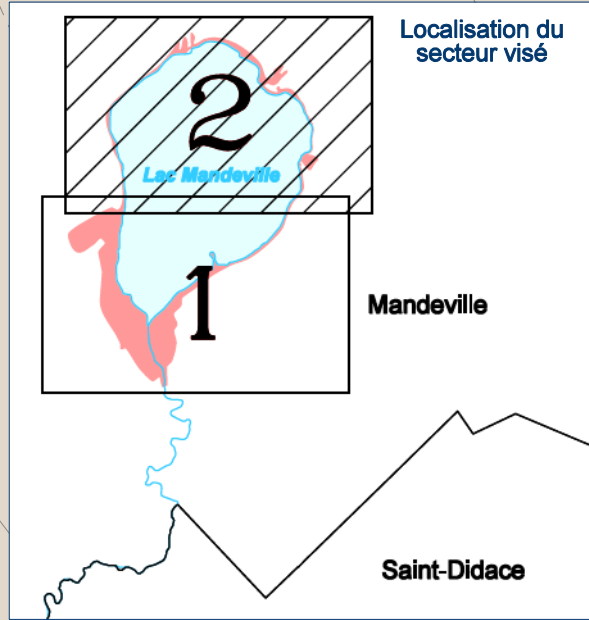 Localisation du
secteur visé
2
Lac Mandeville
1
Mandeville
Saint-Didace